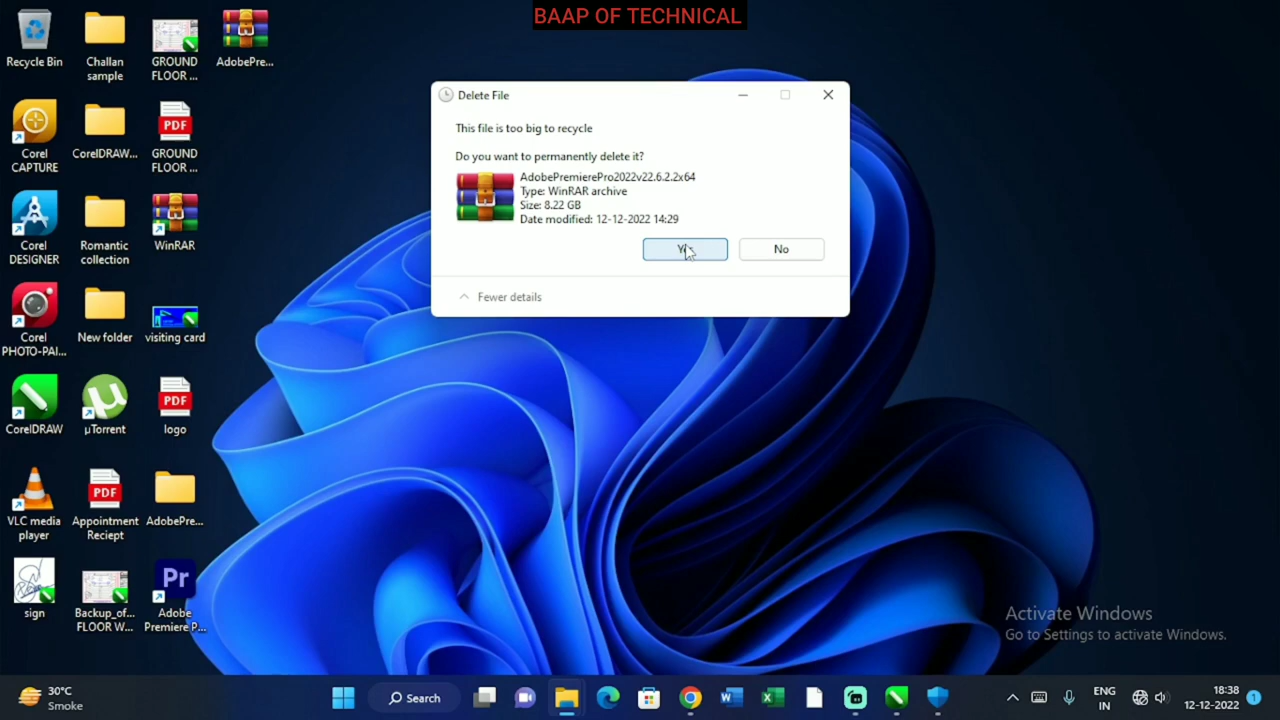 BAAP OF TECHNICAL
Recycle Bin
Challan
sample
GROUND
FLOOR ...
AdobePre...
Corel
CAPTURE
CorelDRAW...
PDF
GROUND
FLOOR ...
Corel
DESIGNER
Romantic
collection
WinRAR
Corel
PHOTO-PAI...
New folder
visiting card
CorelDRAW
µTorrent
PDF
logo
VLC media
player
PDF
Appointment
Reciept
AdobePre...
sign
Backup_of...
FLOOR W...
Pr
Adobe
Premiere P...
Delete File
This file is too big to recycle
Do you want to permanently delete it?
AdobePremierePro2022v22.6.2.2x64
Type: WinRAR archive
Size: 8.22 GB
Date modified: 12-12-2022 14:29
No
Fewer details
Activate Windows
Go to Settings to activate Windows.
30°C
Smoke
Search
ENG
IN
18:38
12-12-2022
1